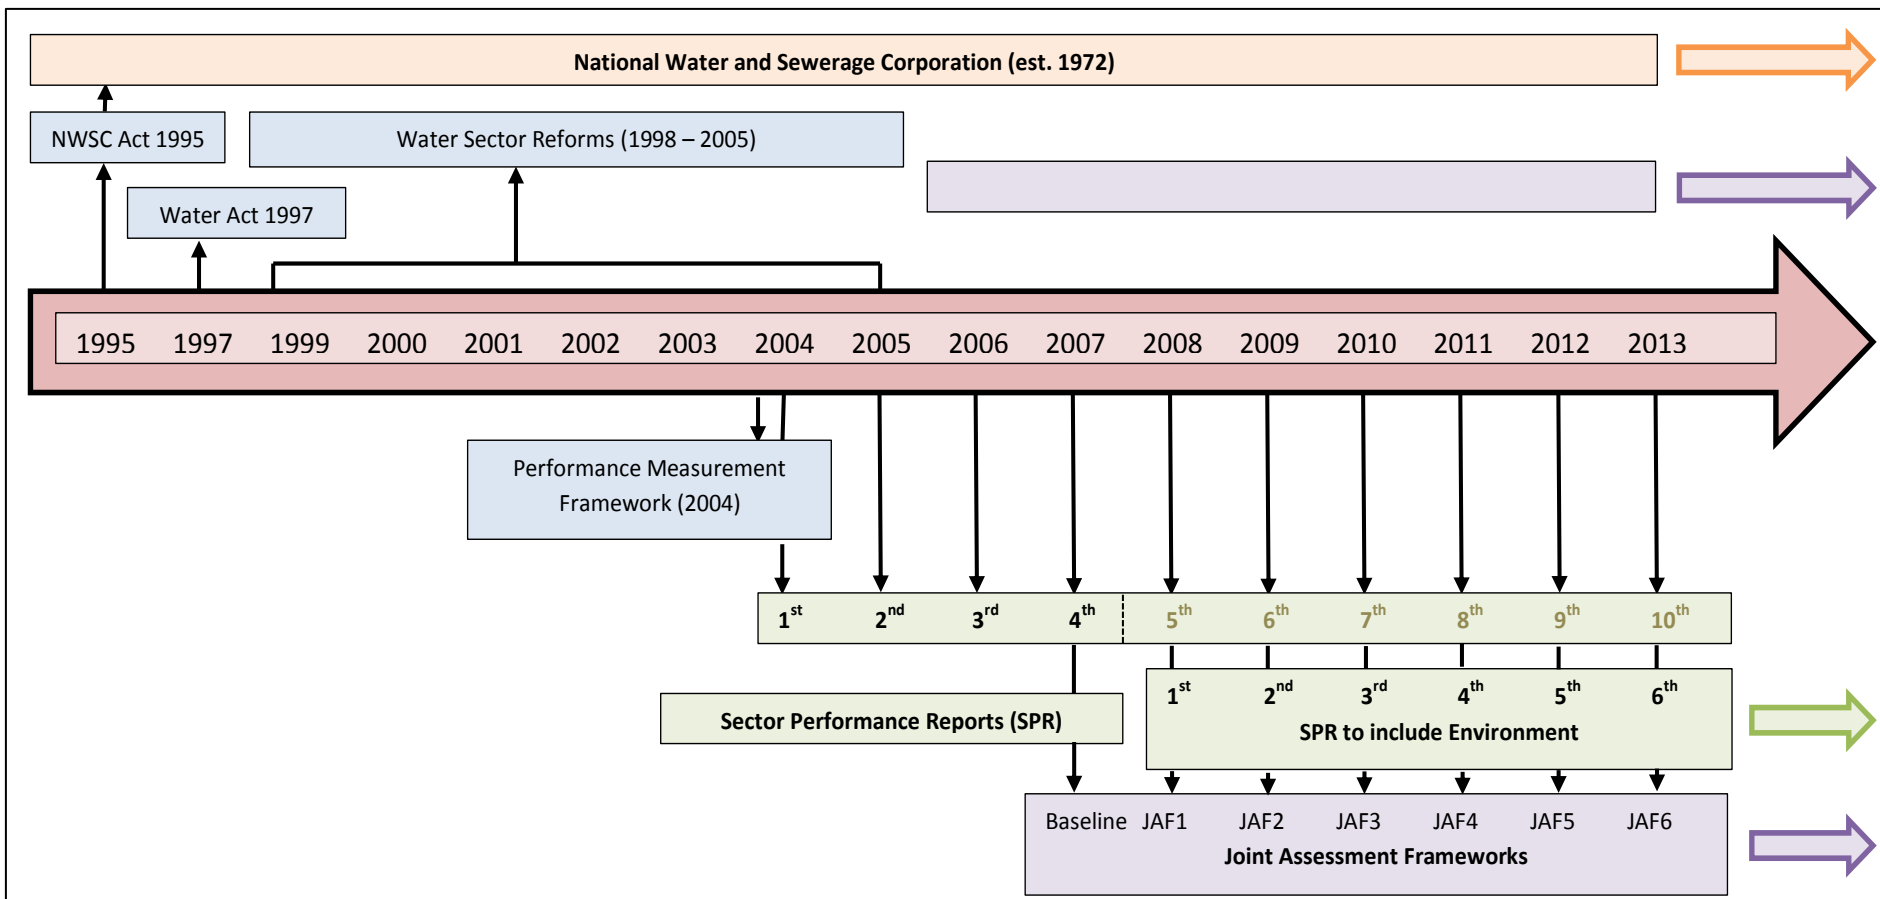 National Water and Sewerage Corporation (est. 1972)
NWSC Act 1995
Water Sector Reforms (1998 – 2005)
Water Act 1997
1995 1997 1999 2000 2001 2002 2003 2004 2005 2006 2007 2008 2009 2010 2011 2012 2013
Performance Measurement
Framework (2004)
1st 2nd 3rd 4th 5th 6th 7th 8th 9th 10th
1st 2nd 3rd 4th 5th 6th
Sector Performance Reports (SPR)
SPR to include Environment
Baseline JAF1 JAF2 JAF3 JAF4 JAF5 JAF6
Joint Assessment Frameworks